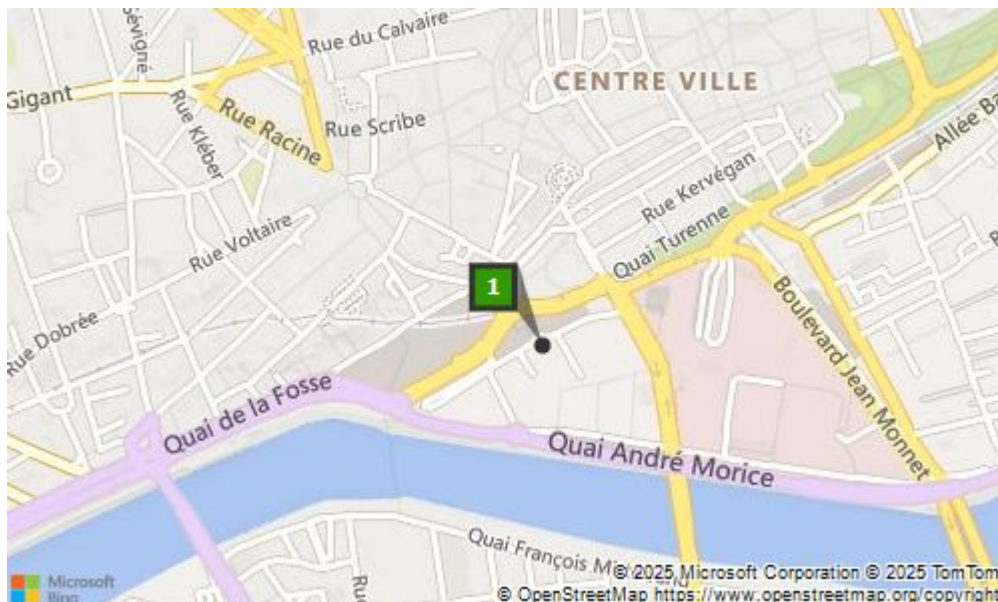 évigné
Rue du Calvaire
CENTRE VILLE
Gigant
Rue Kléber
Rue Racine
Rue Scribe
Allée Ba
Rue Kervégan
Rue Voltaire
Quai Turenne
1
Rue Dobrée
Boulevard Jean Monnet
Quai de la Fosse
Quai André Morice
Quai François M
Ru
Microsoft
Bing
© 2025 Microsoft Corporation © 2025 TomTom
© OpenStreetMap https://www.openstreetmap.org/copyright